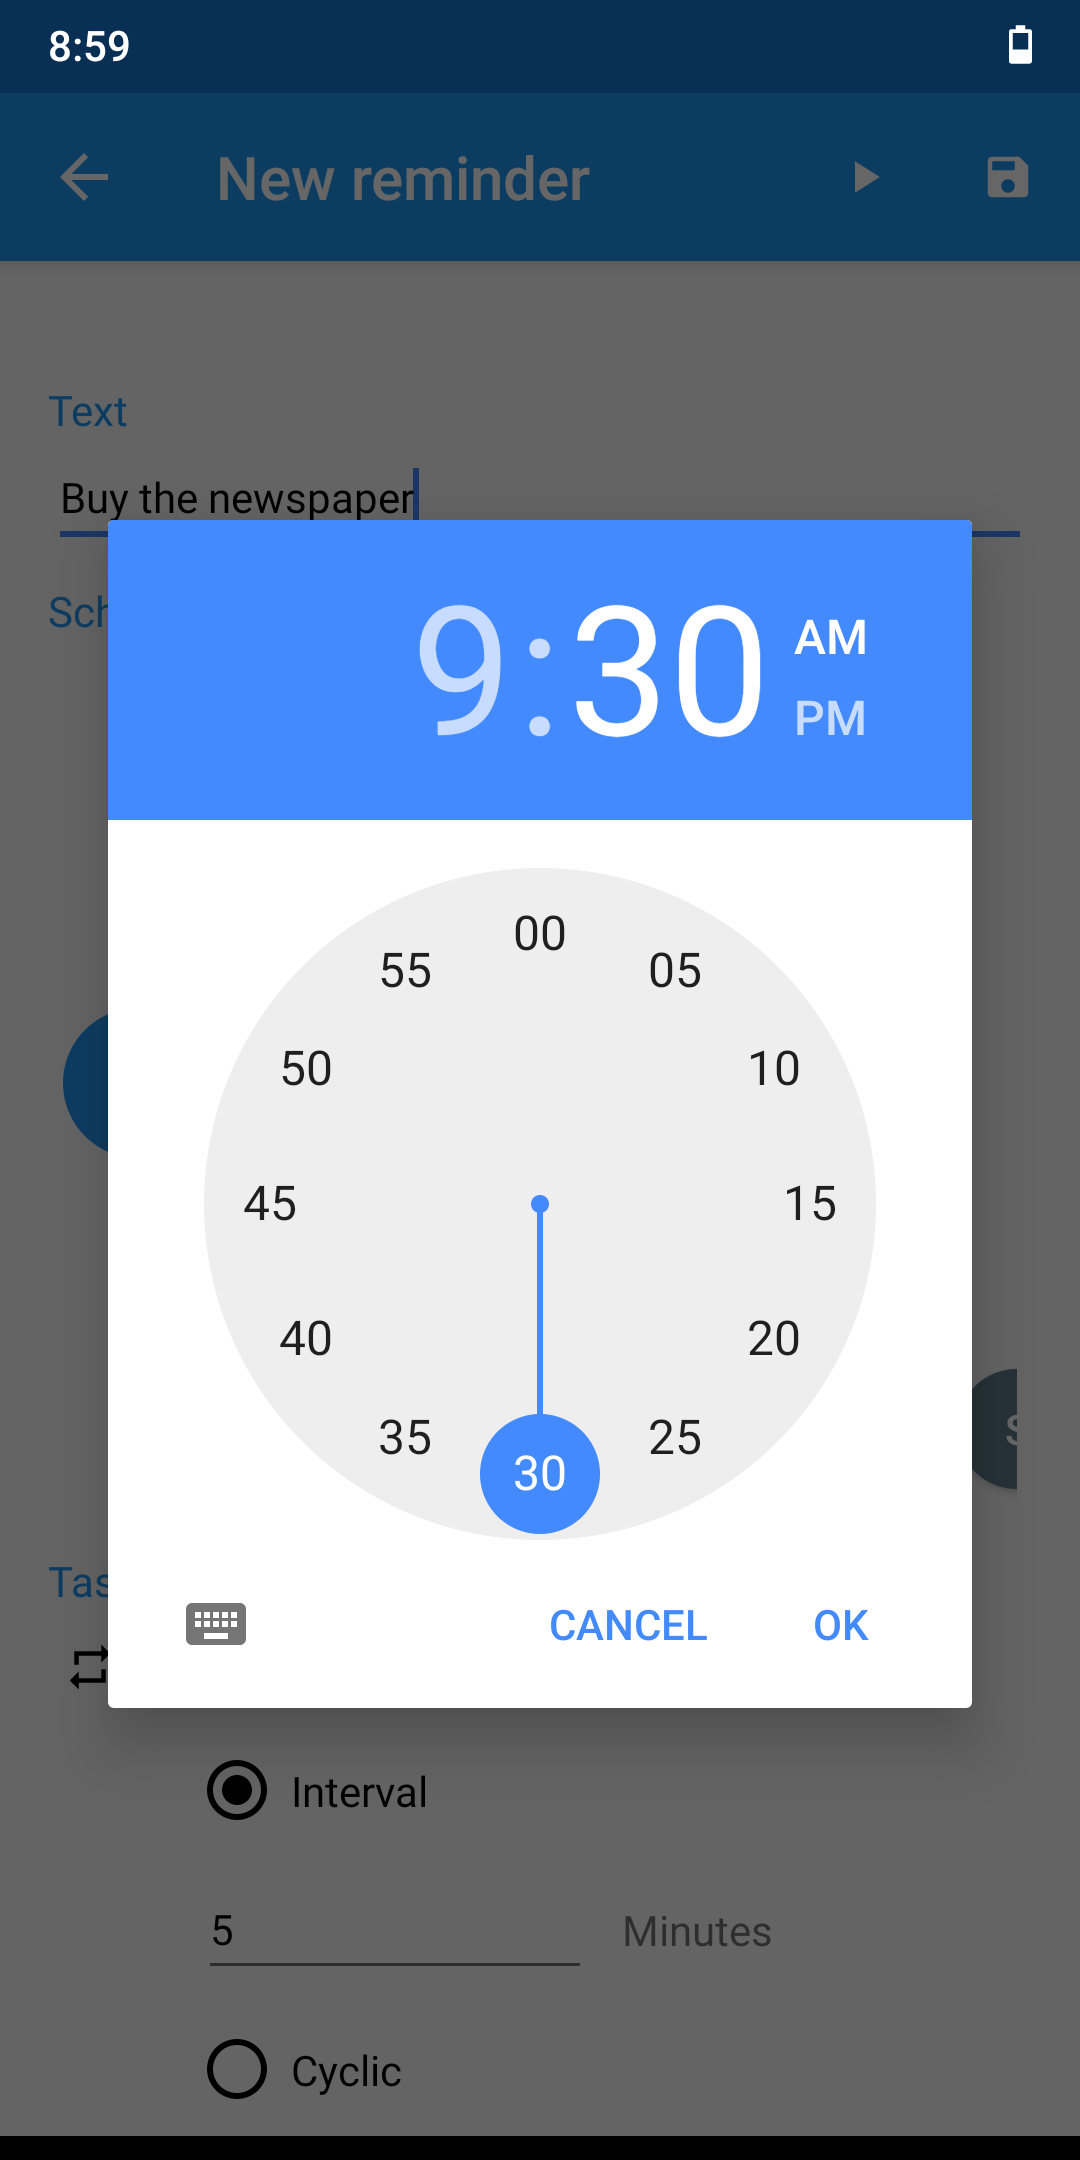 8:59
New reminder
Text
Buy the newspaper
Sch
9:30 AM
PM
00
55 05
50 10
45 15
40 20
35 25
30
S
Tas
CANCEL OK
Interval
5 Minutes
Cyclic